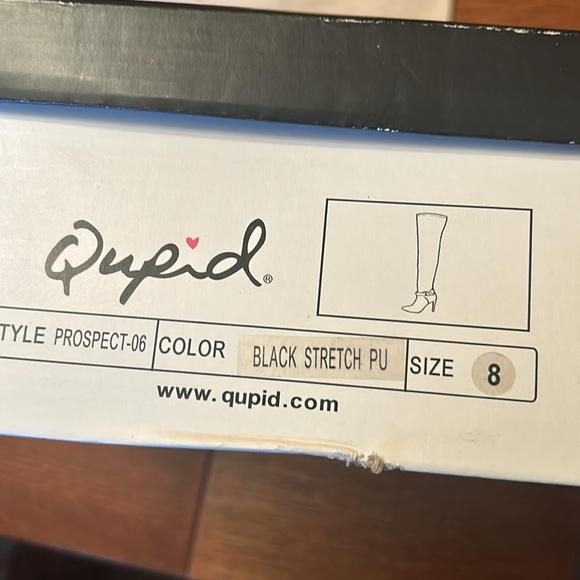 Qupid®
TYLE PROSPECT-06 COLOR BLACK STRETCH PU SIZE 8
www.qupid.com